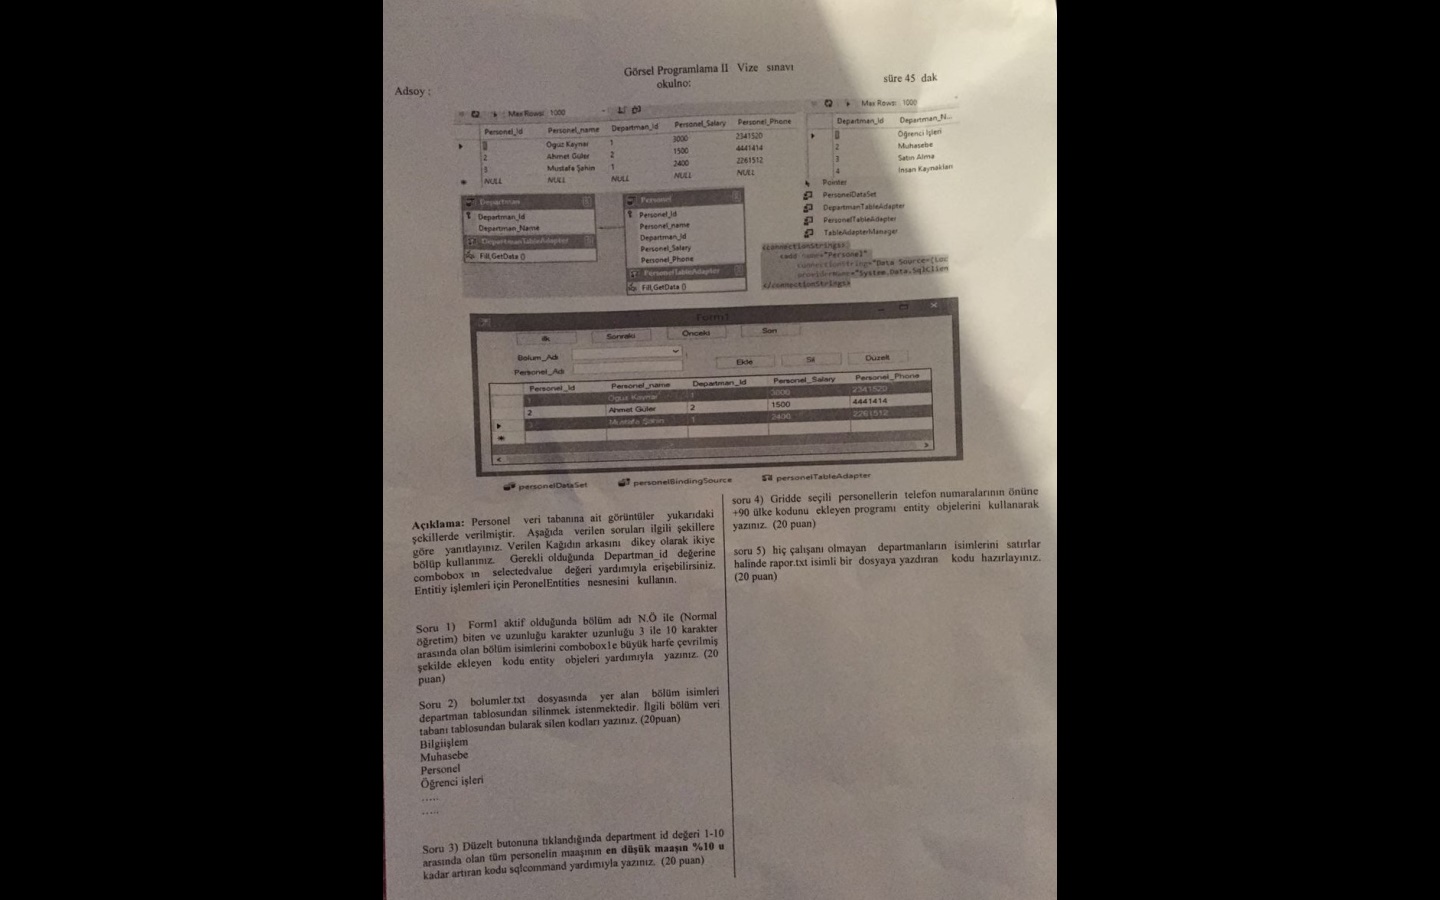 Görsel Programlama II Vize sınavı
Adsoy : okulno: süre 45 dak
Max Rows: 1000
Personel_Id Personel_name Departman_Id Personel_Salary Personel_Phone
Oguz Kaynar 1 3000 2341520
2 Ahmet Güler 2 1500 4441414
3 Mustafa Şahin 1 2400 2261512
NULL NULL NULL NULL NULL
Max Rows: 1000
Departman_Id Departman_N...
Öğrenci İşleri
2 Muhasebe
3 Satın Alma
4 İnsan Kaynakları
Departman
Departman_Id
Departman_Name
DepartmanTableAdapter
Fill,GetData ()
Personel
Personel_Id
Personel_name
Departman_Id
Personel_Salary
Personel_Phone
PersonelTableAdapter
Fill,GetData ()
Pointer
PersonelDataSet
DepartmanTableAdapter
PersonelTableAdapter
TableAdapterManager
<connectionStrings>
<add name="Personel"
connectionString="Data Source=(Loc
providerName="System.Data.SqlClien
</connectionStrings>
Form1
ilk Sonraki Önceki Son
Bolum_Adı
Personel_Adı
Ekle Sil Düzelt
Personel_Id Personel_name Departman_Id Personel_Salary Personel_Phone
1 Oguz Kaynar 1 3000 2341520
2 Ahmet Güler 2 1500 4441414
3 Mustafa Şahin 1 2400 2261512
personelDataSet personelBindingSource personelTableAdapter
Açıklama: Personel veri tabanına ait görüntüler yukarıdaki
şekillerde verilmiştir. Aşağıda verilen soruları ilgili şekillere
göre yanıtlayınız. Verilen Kağıdın arkasını dikey olarak ikiye
bölüp kullanınız. Gerekli olduğunda Departman_id değerine
combobox ın selectedvalue değeri yardımıyla erişebilirsiniz.
Entitiy işlemleri için PeronelEntities nesnesini kullanın.
Soru 1) Form1 aktif olduğunda bölüm adı N.Ö ile (Normal
öğretim) biten ve uzunluğu karakter uzunluğu 3 ile 10 karakter
arasında olan bölüm isimlerini combobox1e büyük harfe çevrilmiş
şekilde ekleyen kodu entity objeleri yardımıyla yazınız. (20
puan)
Soru 2) bolumler.txt dosyasında yer alan bölüm isimleri
departman tablosundan silinmek istenmektedir. İlgili bölüm veri
tabanı tablosundan bularak silen kodları yazınız. (20puan)
Bilgiişlem
Muhasebe
Personel
Öğrenci işleri
.....
.....
Soru 3) Düzelt butonuna tıklandığında department id değeri 1-10
arasında olan tüm personelin maaşının en düşük maaşın %10 u
kadar artıran kodu sqlcommand yardımıyla yazınız. (20 puan)
soru 4) Gridde seçili personellerin telefon numaralarının önüne
+90 ülke kodunu ekleyen programı entity objelerini kullanarak
yazınız. (20 puan)
soru 5) hiç çalışanı olmayan departmanların isimlerini satırlar
halinde rapor.txt isimli bir dosyaya yazdıran kodu hazırlayınız.
(20 puan)